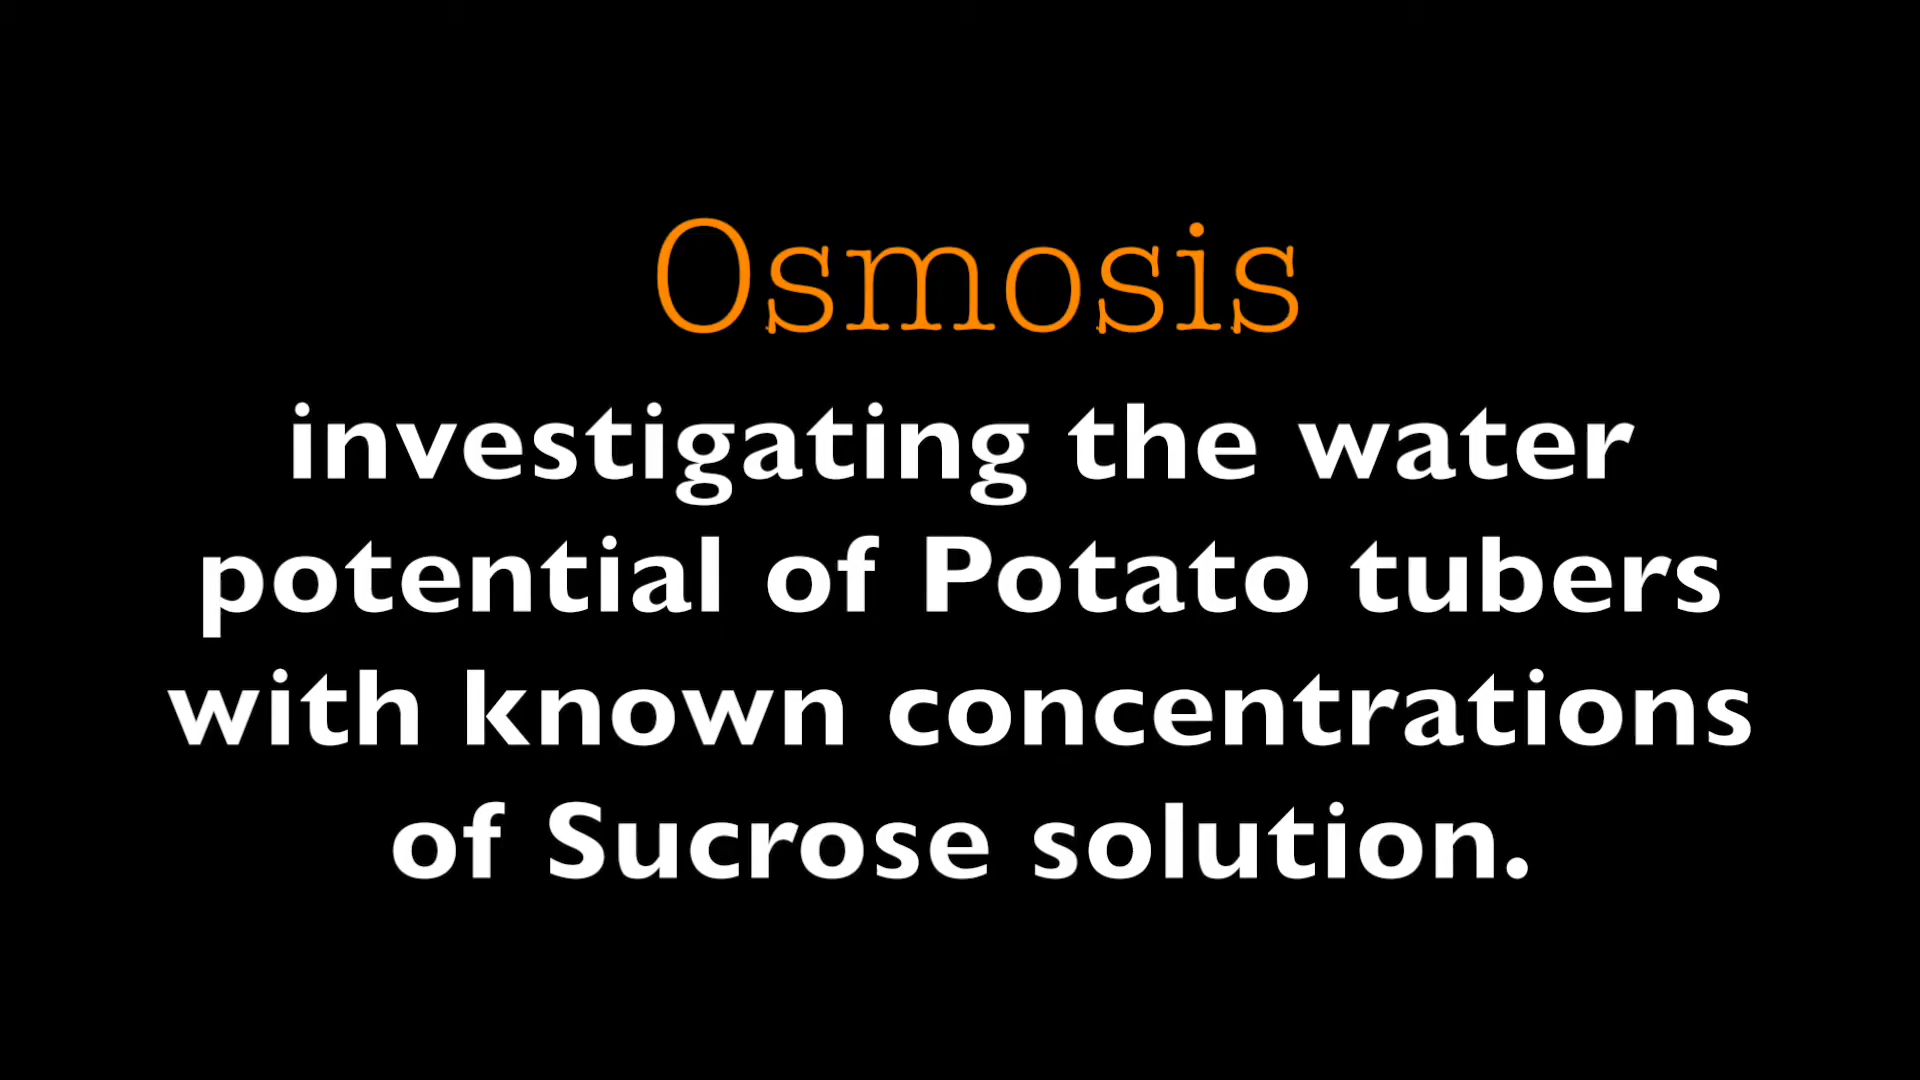 Osmosis
investigating the water
potential of Potato tubers
with known concentrations
of Sucrose solution.